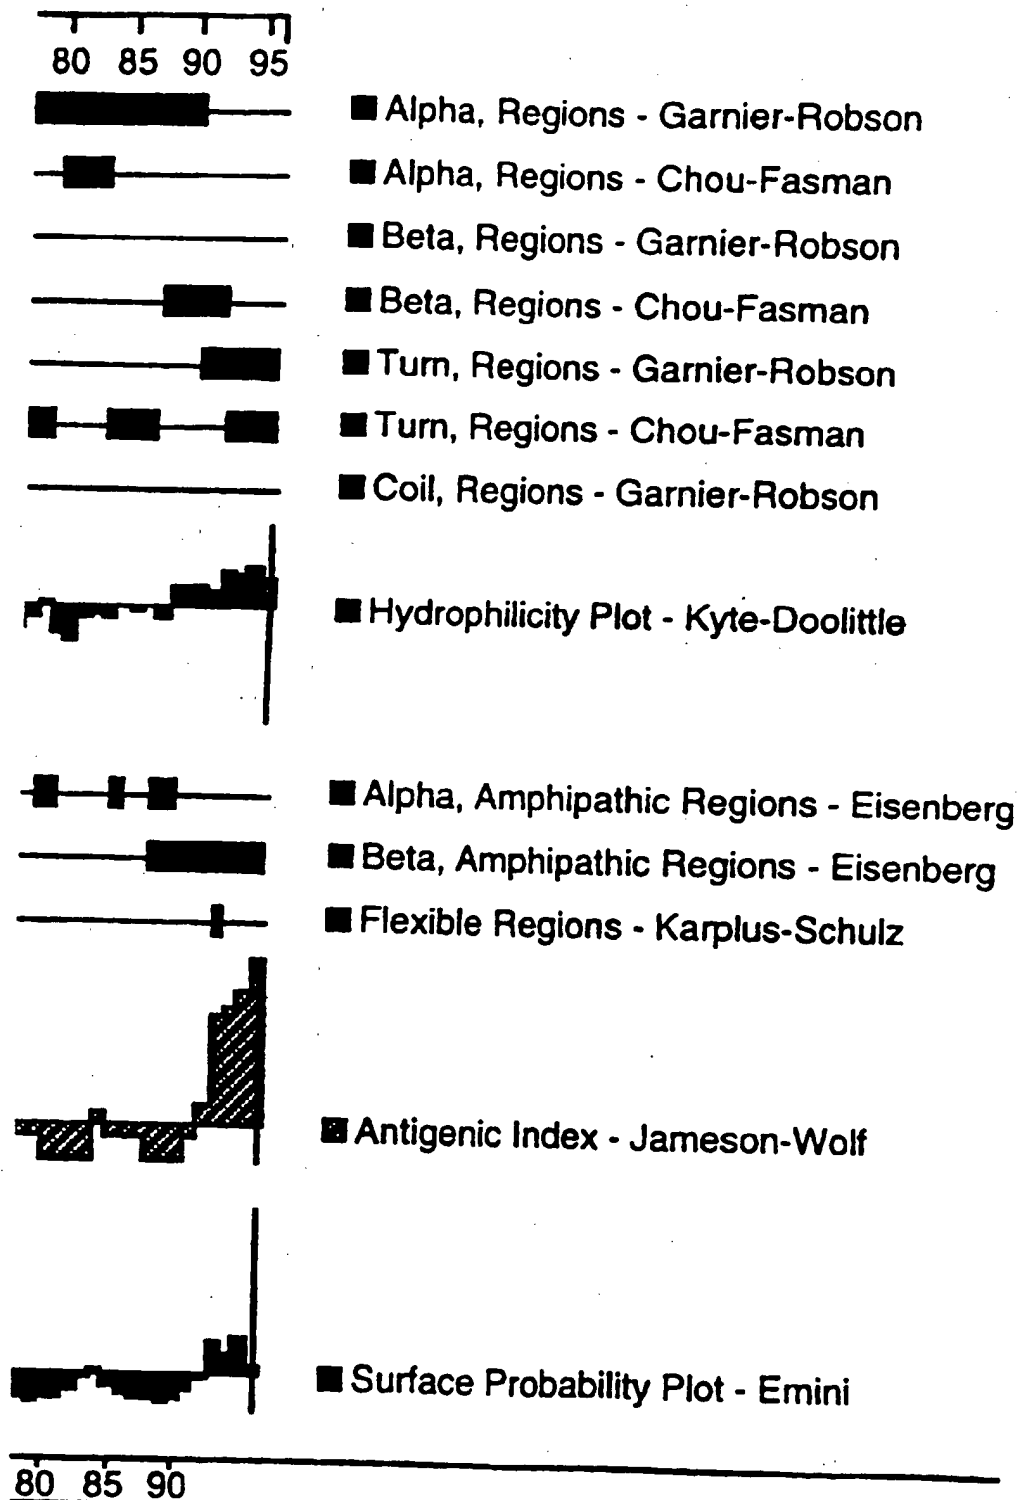 80 85 90 95
Alpha, Regions - Garnier-Robson
Alpha, Regions - Chou-Fasman
Beta, Regions - Garnier-Robson
Beta, Regions - Chou-Fasman
Turn, Regions - Garnier-Robson
Turn, Regions - Chou-Fasman
Coil, Regions - Garnier-Robson
Hydrophilicity Plot - Kyte-Doolittle
Alpha, Amphipathic Regions - Eisenberg
Beta, Amphipathic Regions - Eisenberg
Flexible Regions - Karplus-Schulz
Antigenic Index - Jameson-Wolf
Surface Probability Plot - Emini
80 85 90